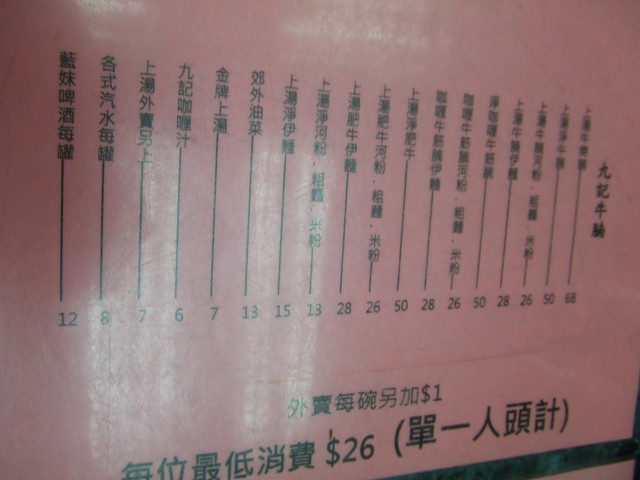 九記牛腩
上湯牛爽腩 68
上湯淨牛腩 50
上湯牛腩河粉.粗麵.米粉 26
上湯牛腩伊麵 28
淨咖喱牛筋腩 50
咖喱牛筋腩河粉.粗麵.米粉 26
咖喱牛筋腩伊麵 28
上湯淨肥牛 50
上湯肥牛河粉.粗麵.米粉 26
上湯肥牛伊麵 28
上湯淨河粉.粗麵.米粉 13
上湯淨伊麵 15
郊外油菜 13
金牌上湯 7
九記咖喱汁 6
上湯外賣另上 7
各式汽水每罐 8
藍妹啤酒每罐 12
外賣每碗另加$1
每位最低消費 $26 (單一人頭計)